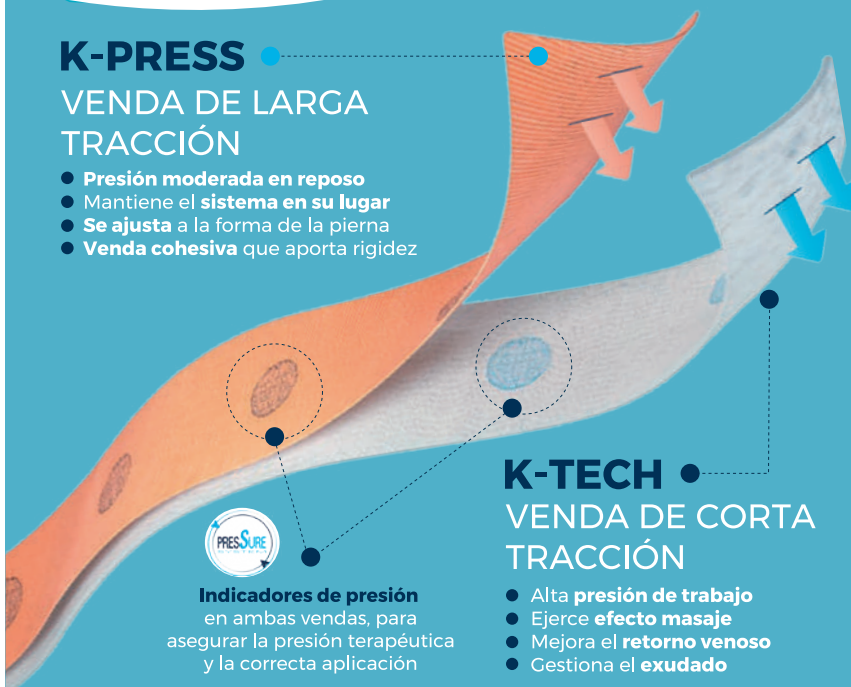 K-PRESS
VENDA DE LARGA
TRACCIÓN
Presión moderada en reposo
Mantiene el sistema en su lugar
Se ajusta a la forma de la pierna
Venda cohesiva que aporta rigidez
PRESSURE
SYSTEM
Indicadores de presión
en ambas vendas, para
asegurar la presión terapéutica
y la correcta aplicación
K-TECH
VENDA DE CORTA
TRACCIÓN
Alta presión de trabajo
Ejerce efecto masaje
Mejora el retorno venoso
Gestiona el exudado